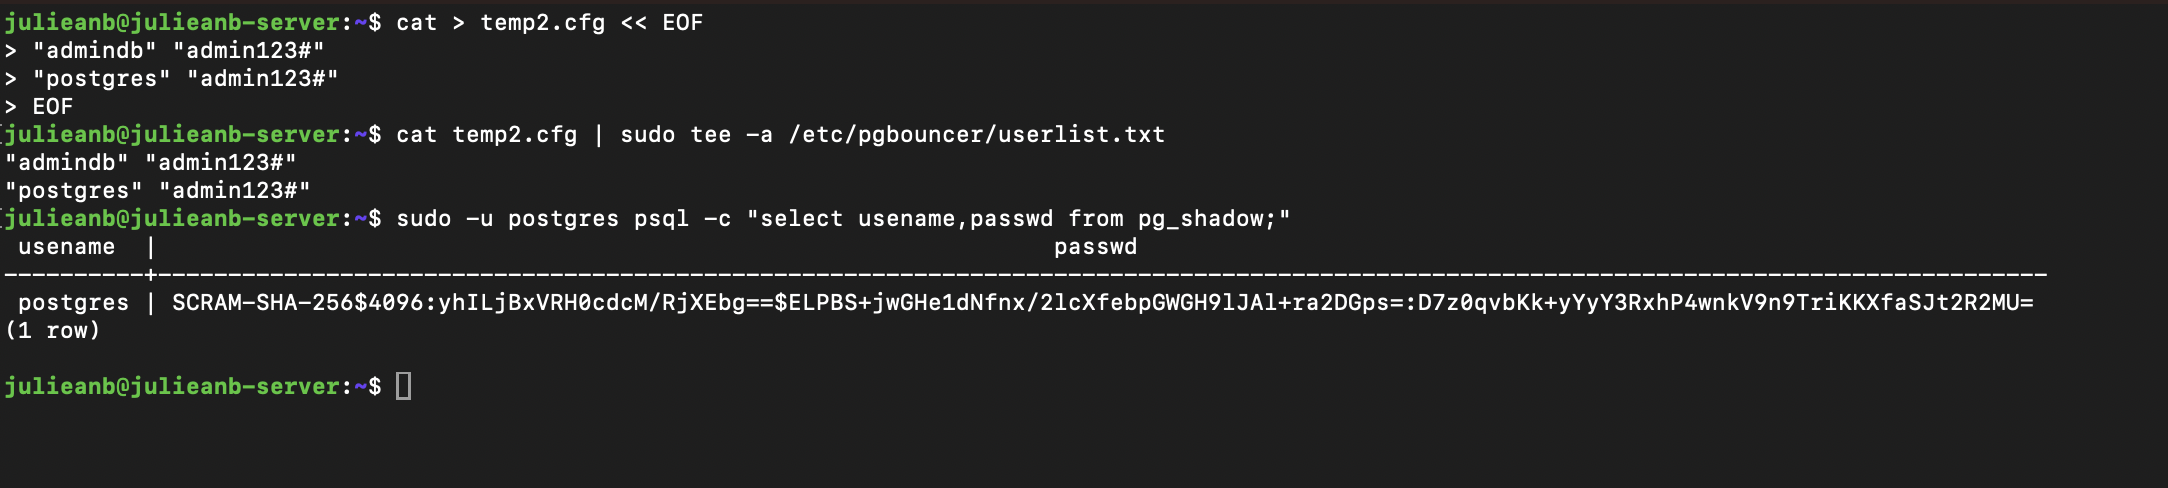 julieanb@julieanb-server:~$ cat > temp2.cfg << EOF
> "admindb" "admin123#"
> "postgres" "admin123#"
> EOF
julieanb@julieanb-server:~$ cat temp2.cfg | sudo tee -a /etc/pgbouncer/userlist.txt
"admindb" "admin123#"
"postgres" "admin123#"
julieanb@julieanb-server:~$ sudo -u postgres psql -c "select usename,passwd from pg_shadow;"
 usename  |                                                                passwd
----------+---------------------------------------------------------------------------------------------------------------------------------------
 postgres | SCRAM-SHA-256$4096:yhILjBxVRH0cdcM/RjXEbg==$ELPBS+jwGHe1dNfnx/2lcXfebpGWGH9lJAl+ra2DGps=:D7z0qvbKk+yYyY3RxhP4wnkV9n9TriKKXfaSJt2R2MU=
(1 row)
julieanb@julieanb-server:~$